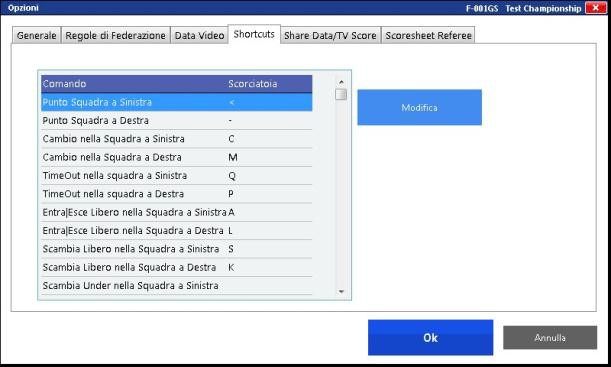 Opzioni F-001GS Test Championship
Generale Regole di Federazione Data Video Shortcuts Share Data/TV Score Scoresheet Referee
Comando Scorciatoia
Punto Squadra a Sinistra <
Modifica
Punto Squadra a Destra -
Cambio nella Squadra a Sinistra C
Cambio nella Squadra a Destra M
TimeOut nella squadra a Sinistra Q
TimeOut nella squadra a Destra P
Entra|Esce Libero nella Squadra a Sinistra A
Entra|Esce Libero nella Squadra a Destra L
Scambia Libero nella Squadra a Sinistra S
Scambia Libero nella Squadra a Destra K
Scambia Under nella Squadra a Sinistra
Ok Annulla